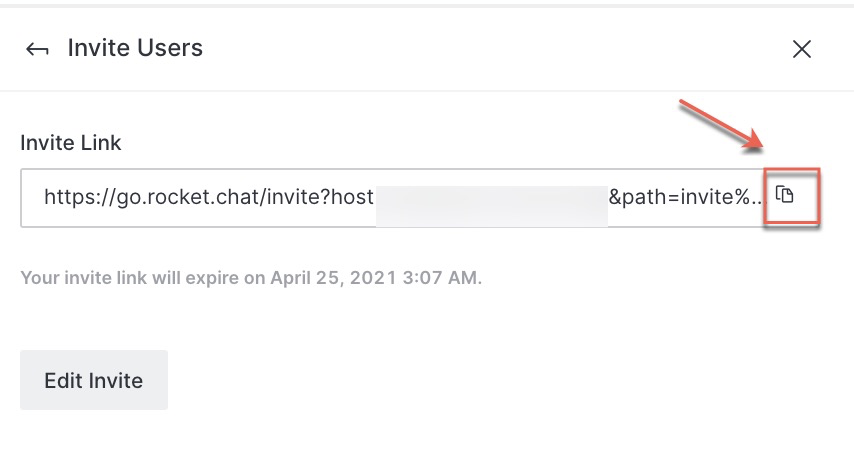 Invite Users
Invite Link
https://go.rocket.chat/invite?host &path=invite%...
Your invite link will expire on April 25, 2021 3:07 AM.
Edit Invite